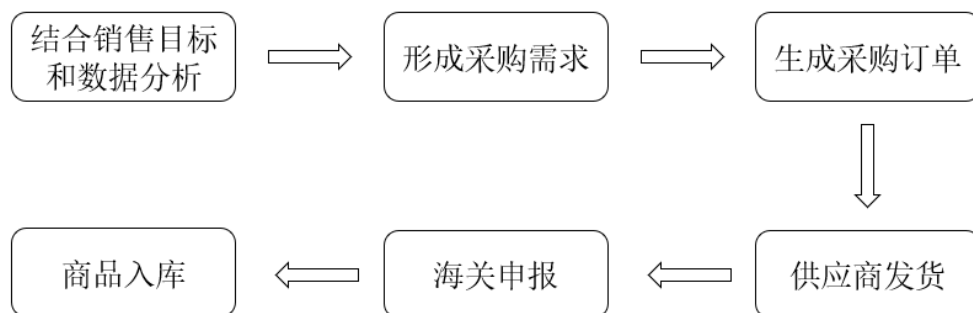 结合销售目标
和数据分析
形成采购需求
生成采购订单
供应商发货
海关申报
商品入库